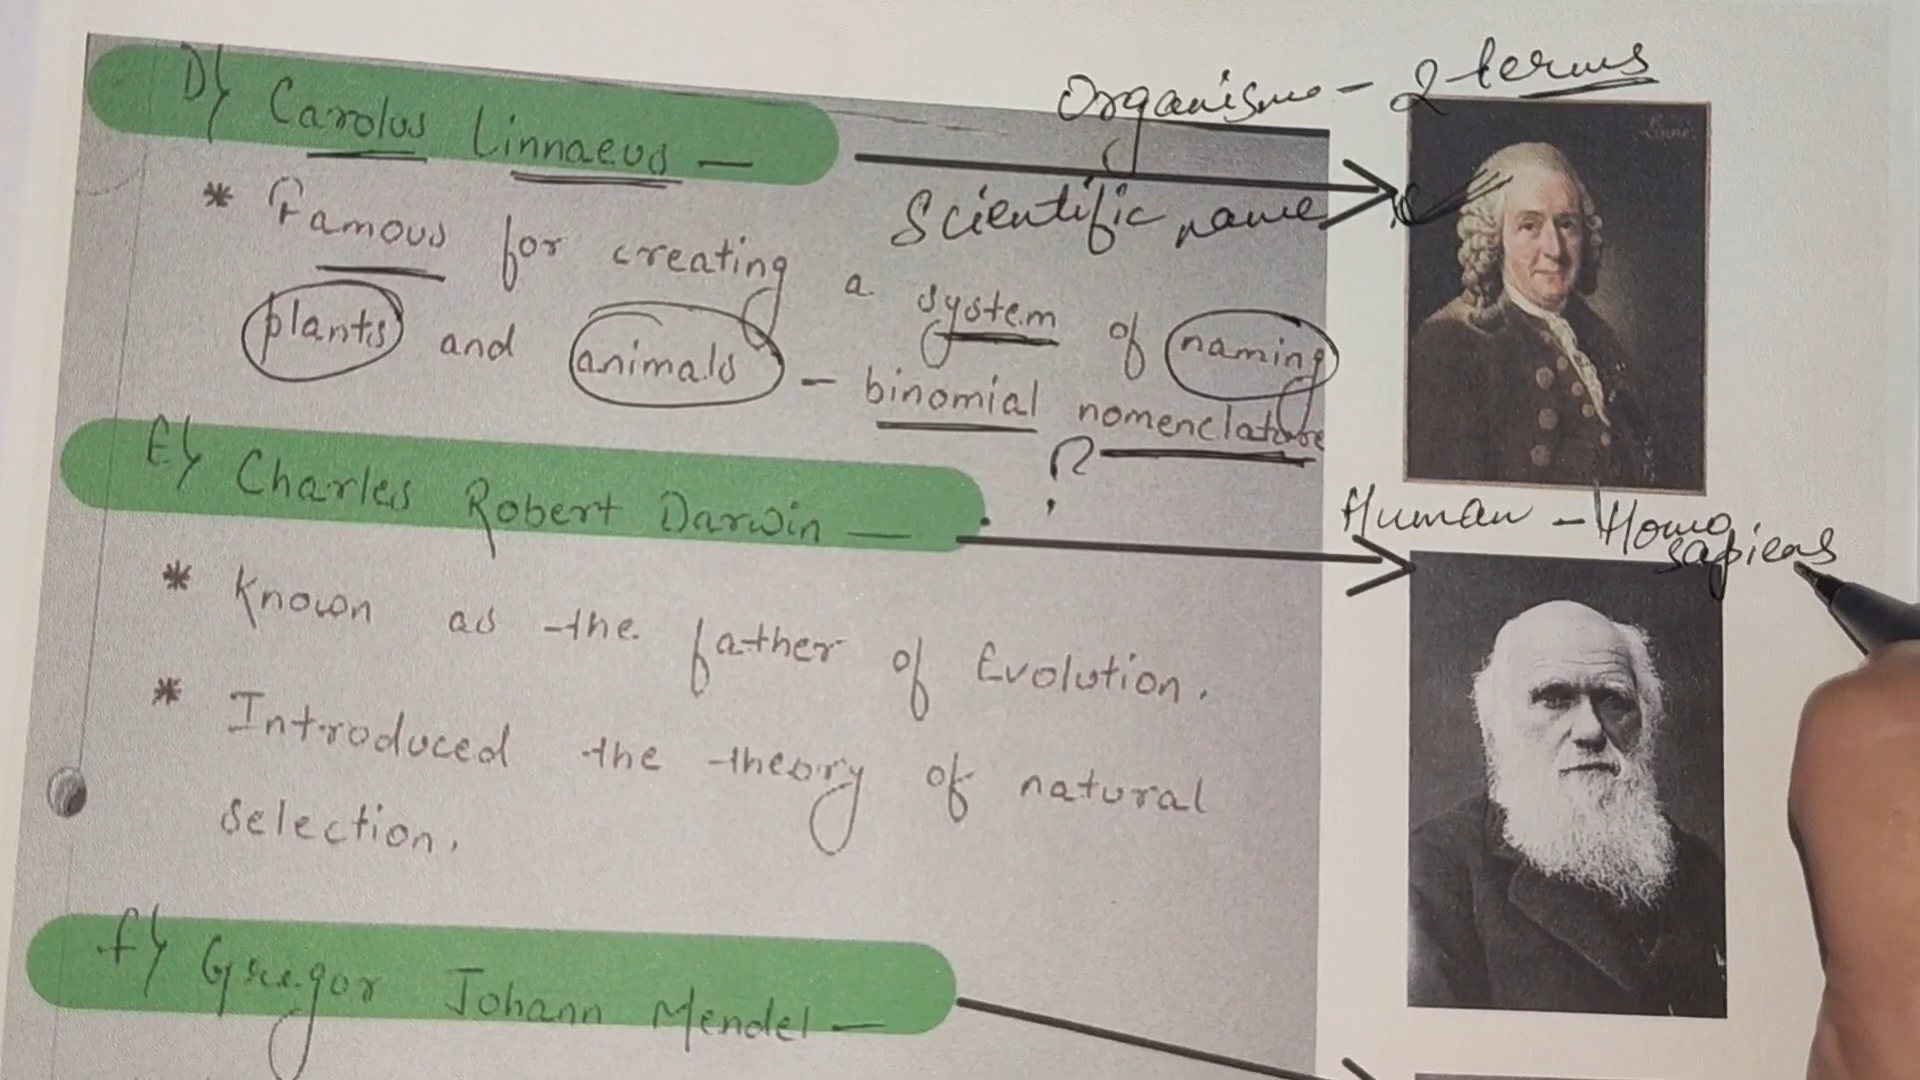 Organism - 2 terms
D) Carolus Linnaeus —
Scientific name
* Famous for creating a system of naming
plants and animals - binomial nomenclature
?
E) Charles Robert Darwin —
Human - Homo
sapiens
* Known as the father of Evolution.
* Introduced the theory of natural
selection.
f) Gregor Johann Mendel —